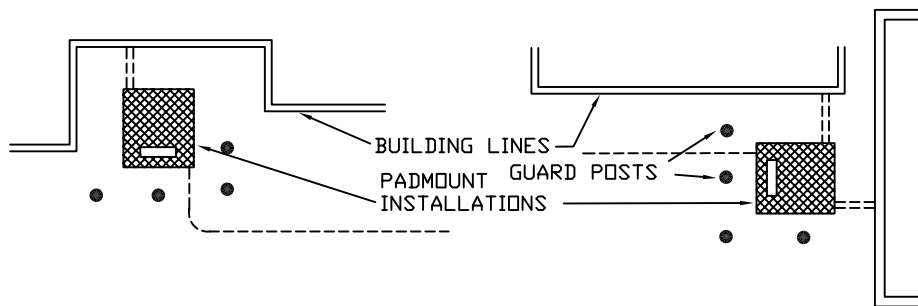 BUILDING LINES
GUARD POSTS
PADMOUNT
INSTALLATIONS